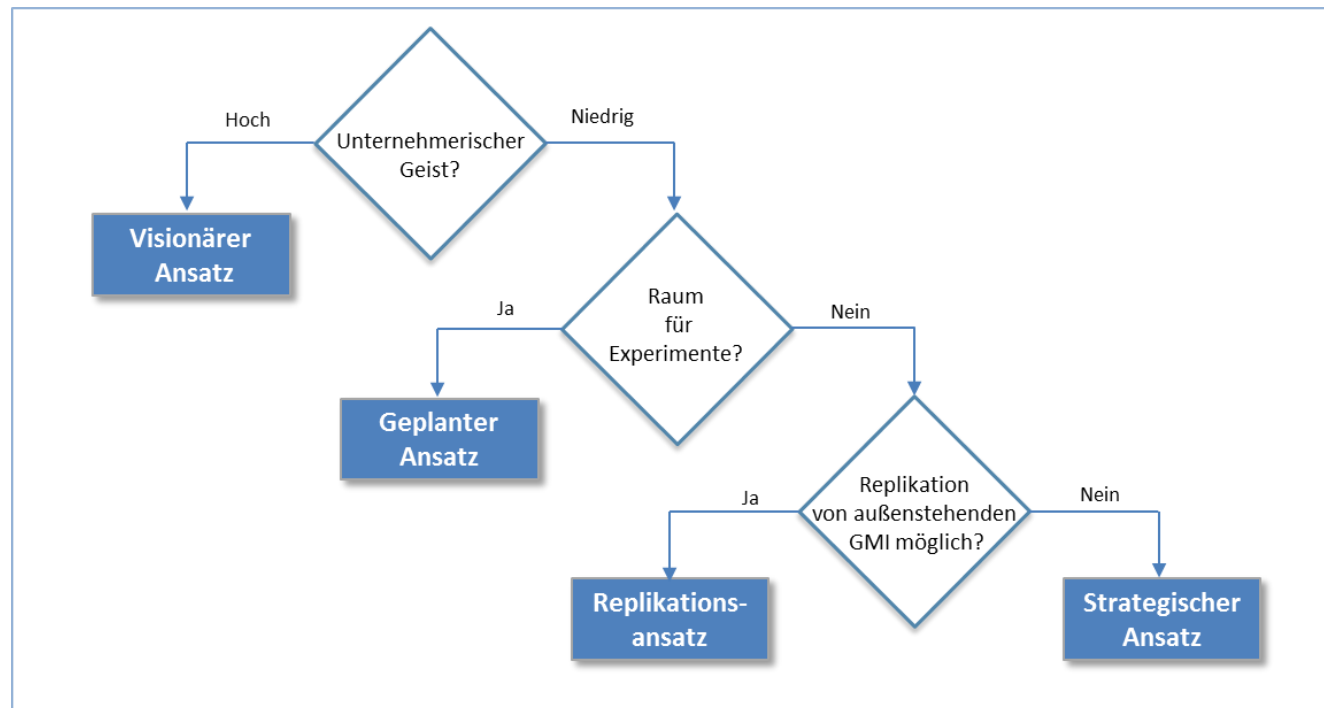 Hoch
Niedrig
Unternehmerischer
Geist?
Visionärer
Ansatz
Ja
Raum
für
Experimente?
Nein
Geplanter
Ansatz
Ja
Replikation
von außenstehenden
GMI möglich?
Nein
Replikations-
ansatz
Strategischer
Ansatz